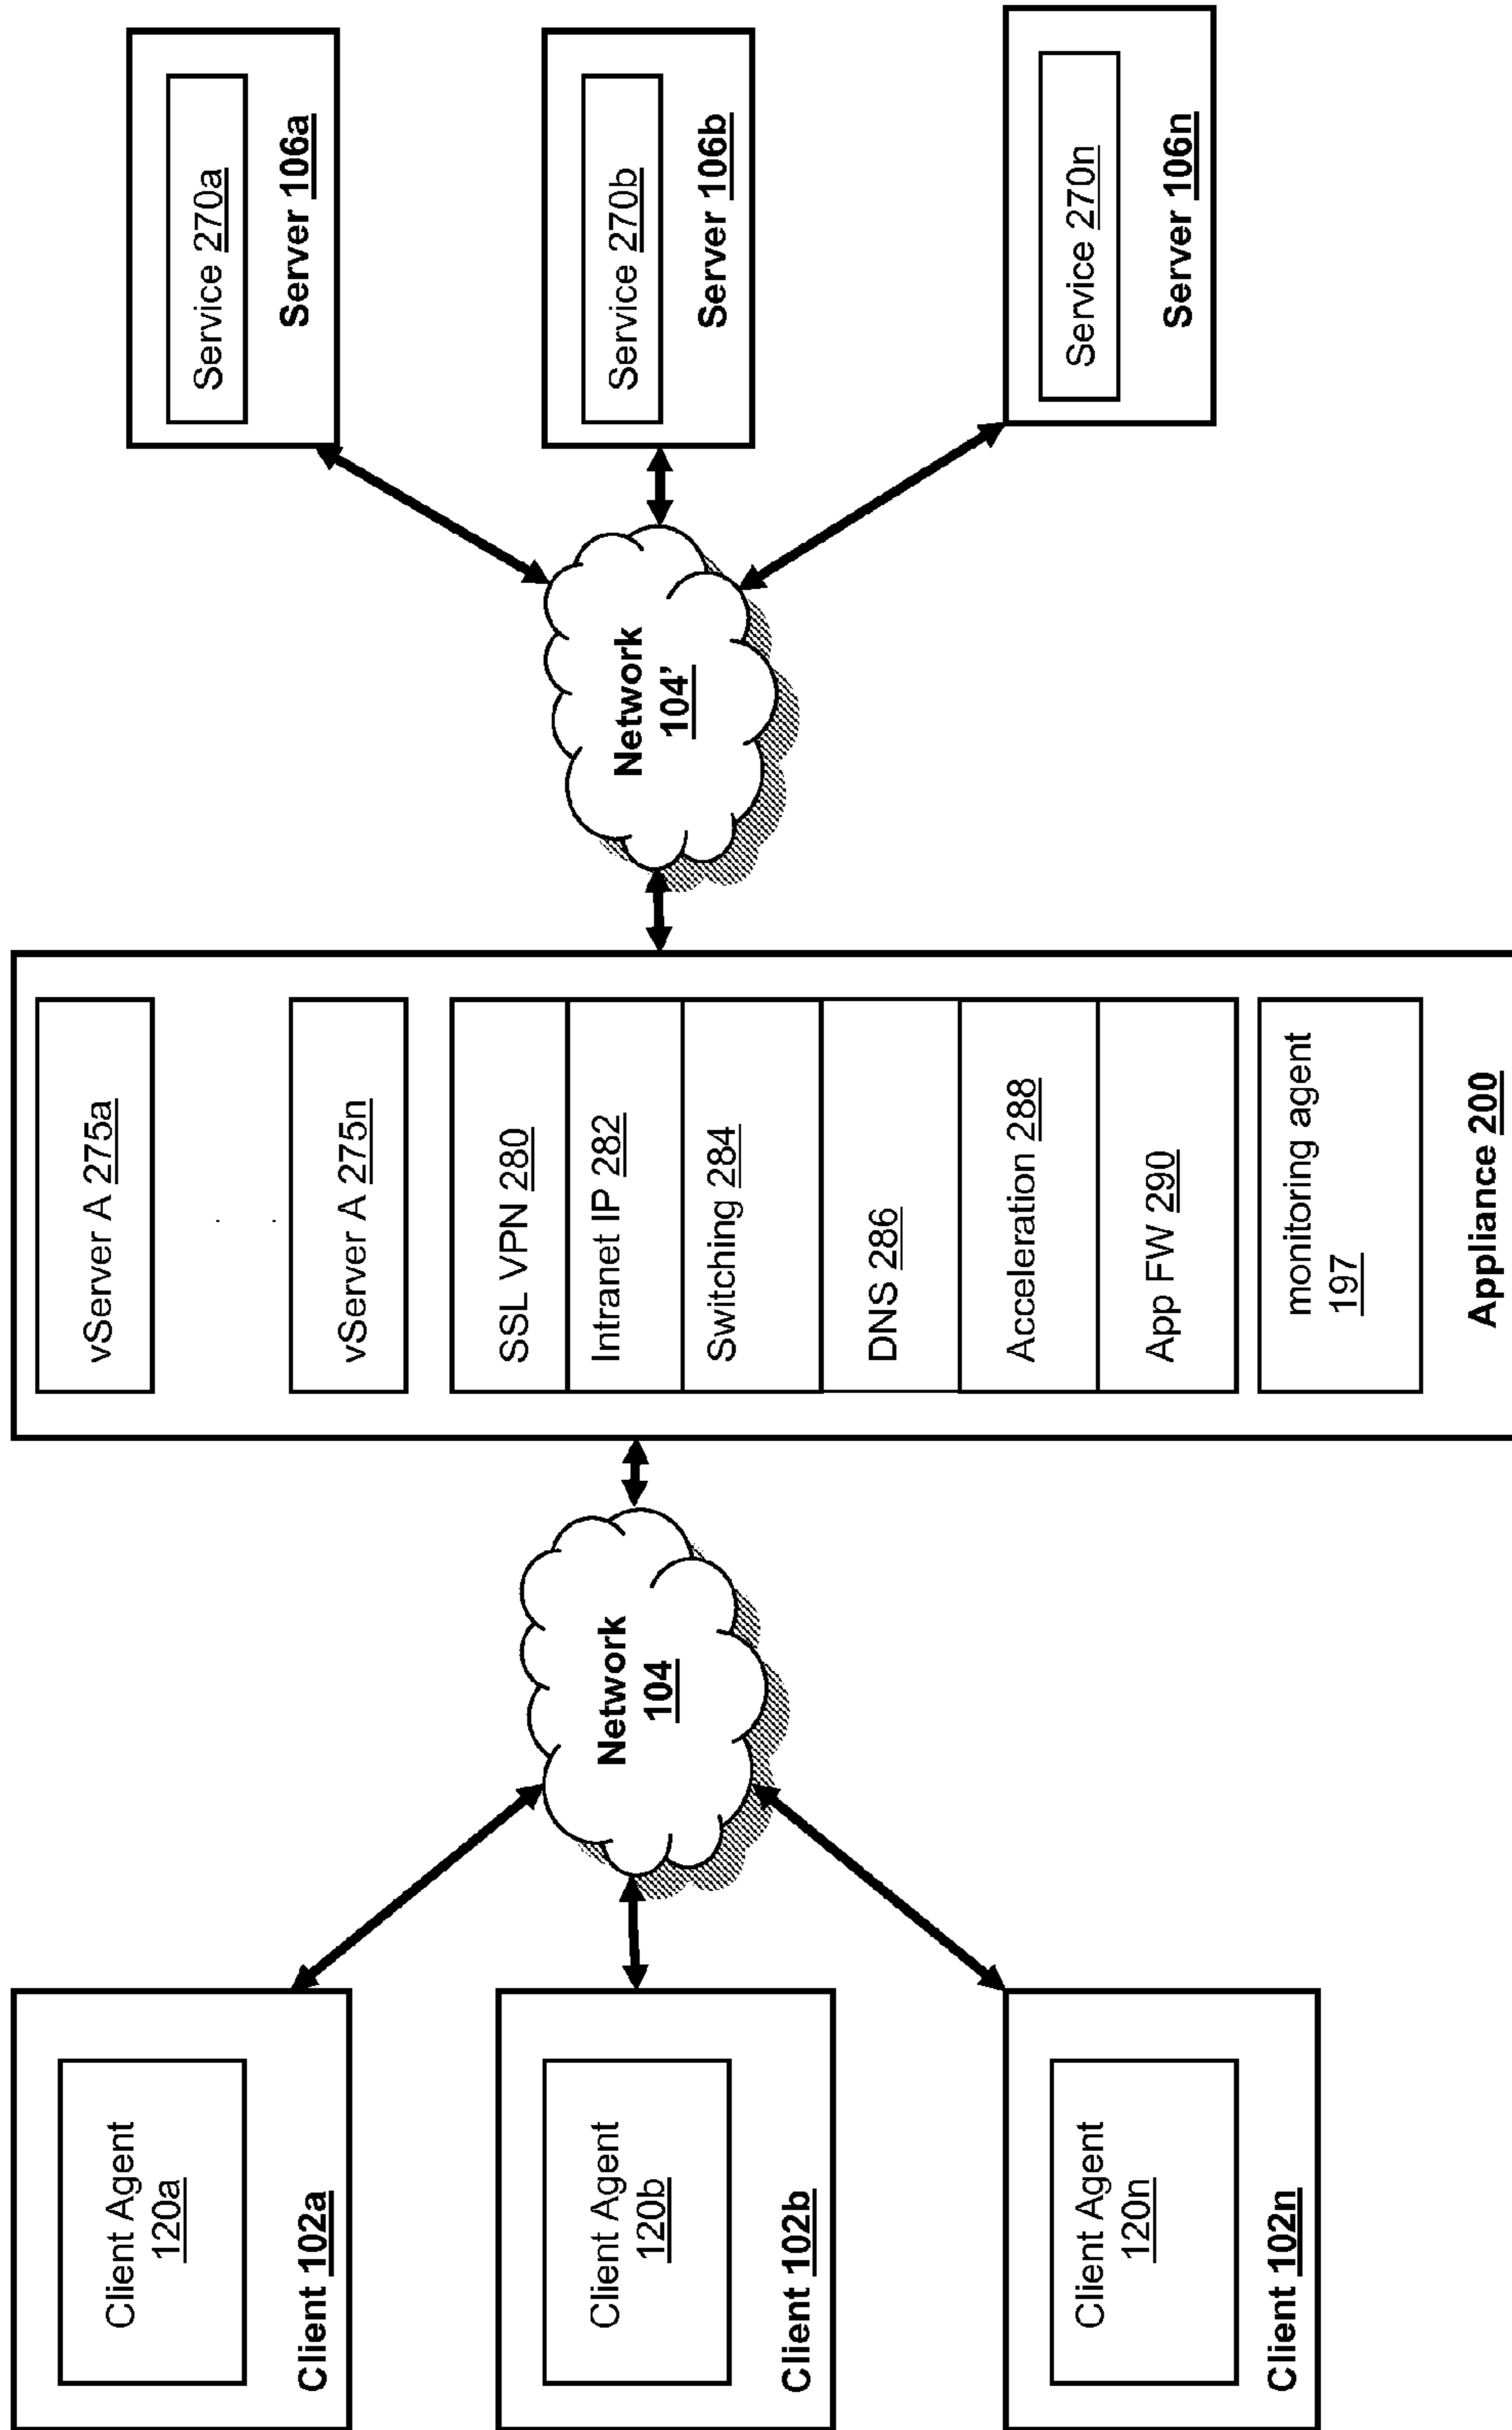 Client Agent
120a
Client 102a
Client Agent
120b
Client 102b
Client Agent
120n
Client 102n
Network
104
vServer A 275a
vServer A 275n
SSL VPN 280
Intranet IP 282
Switching 284
DNS 286
Acceleration 288
App FW 290
monitoring agent
197
Appliance 200
Network
104’
Service 270a
Server 106a
Service 270b
Server 106b
Service 270n
Server 106n